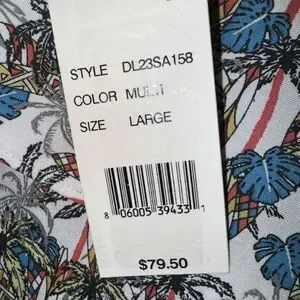 STYLE DL23SA158
COLOR MULTI
SIZE LARGE
8 06005 39433 1
$79.50